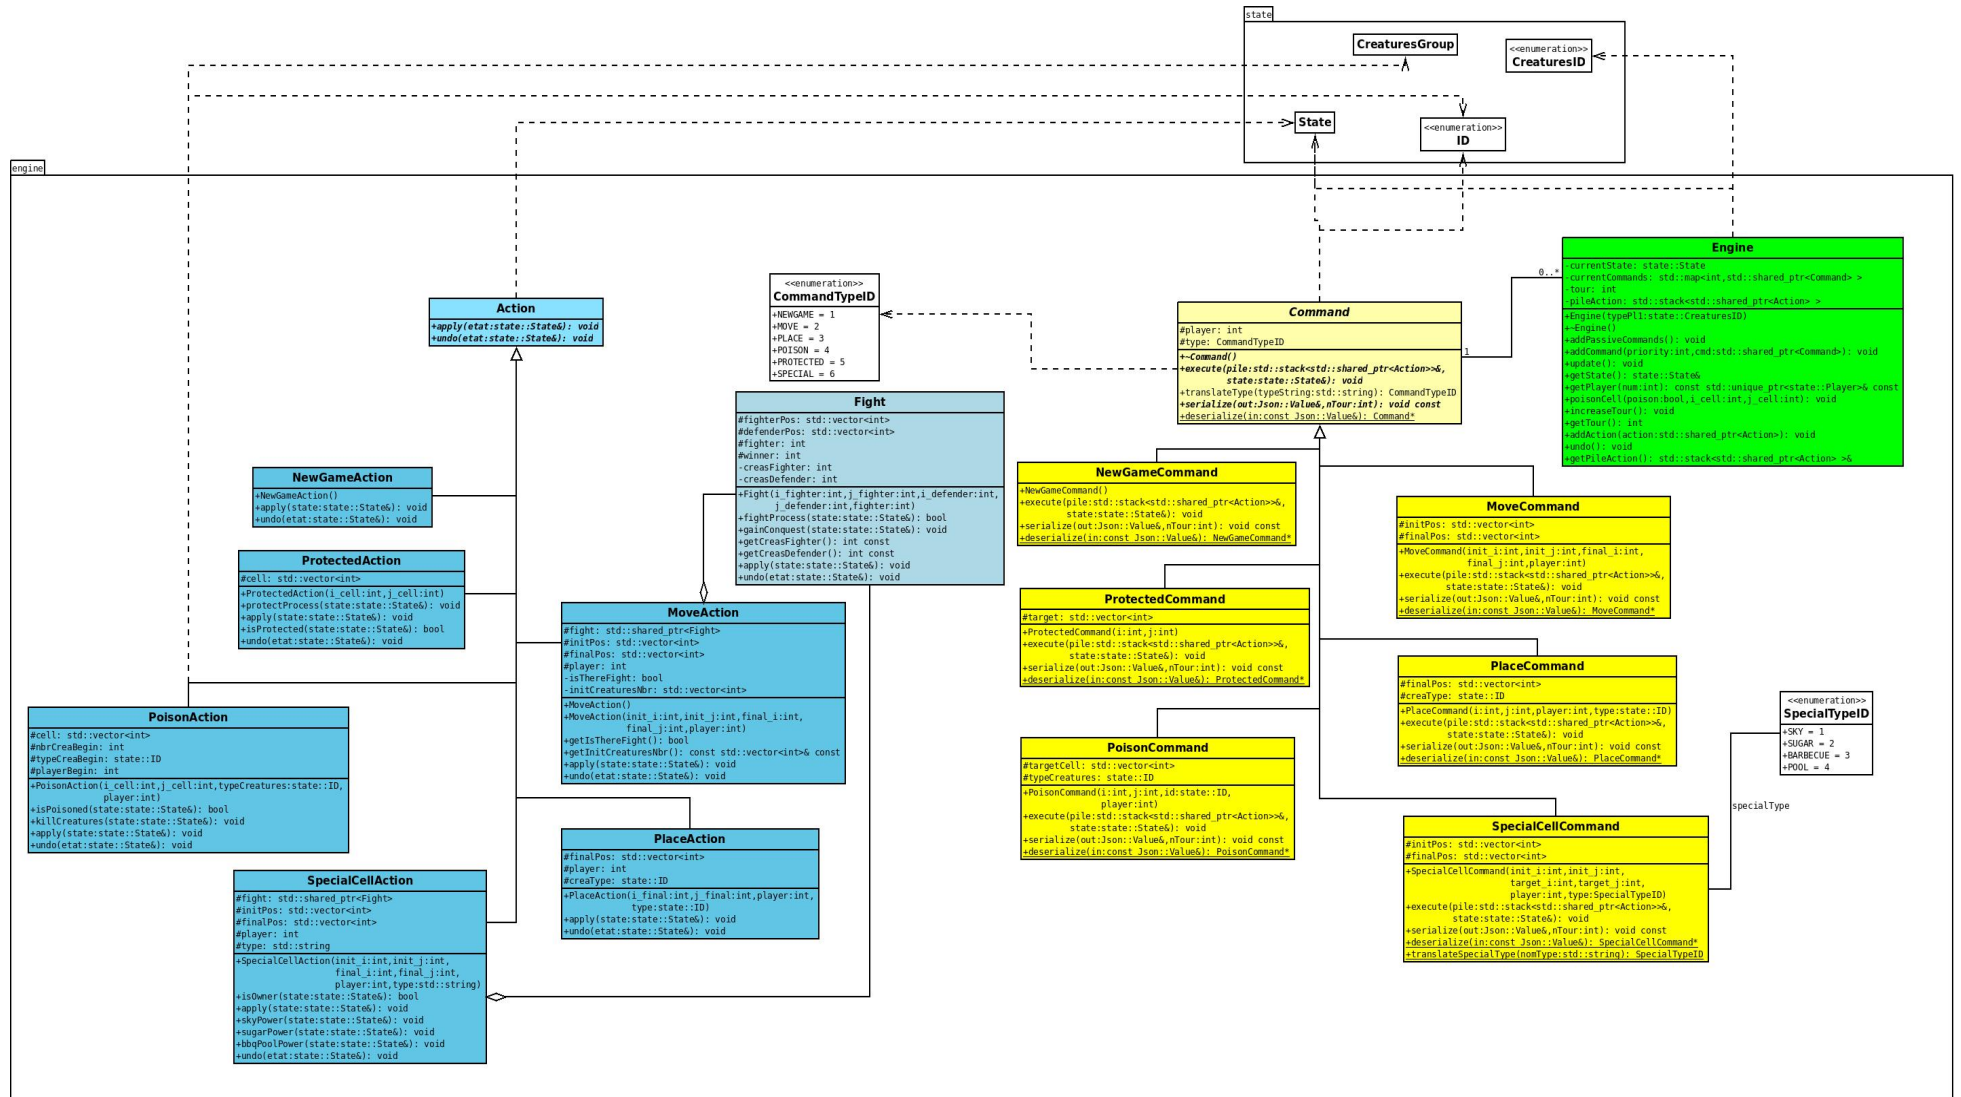 state
CreaturesGroup
<<enumeration>>
CreaturesID
State
<<enumeration>>
ID
engine
Action
+apply(etat:state::State&): void
+undo(etat:state::State&): void
<<enumeration>>
CommandTypeID
+NEWGAME = 1
+MOVE = 2
+PLACE = 3
+POISON = 4
+PROTECTED = 5
+SPECIAL = 6
Command
#player: int
#type: CommandTypeID
+~Command()
+execute(pile:std::stack<std::shared_ptr<Action>>&,
state:state::State&): void
+translateType(typeString:std::string): CommandTypeID
+serialize(out:Json::Value&,nTour:int): void const
+deserialize(in:const Json::Value&): Command*
1
0..*
Engine
-currentState: state::State
-currentCommands: std::map<int,std::shared_ptr<Command> >
-tour: int
-pileAction: std::stack<std::shared_ptr<Action> >
+Engine(typePl1:state::CreaturesID)
+~Engine()
+addPassiveCommands(): void
+addCommand(priority:int,cmd:std::shared_ptr<Command>): void
+update(): void
+getState(): state::State&
+getPlayer(num:int): const std::unique_ptr<state::Player>& const
+poisonCell(poison:bool,i_cell:int,j_cell:int): void
+increaseTour(): void
+getTour(): int
+addAction(action:std::shared_ptr<Action>): void
+undo(): void
+getPileAction(): std::stack<std::shared_ptr<Action> >&
Fight
#fighterPos: std::vector<int>
#defenderPos: std::vector<int>
#fighter: int
#winner: int
-creasFighter: int
-creasDefender: int
+Fight(i_fighter:int,j_fighter:int,i_defender:int,
j_defender:int,fighter:int)
+fightProcess(state:state::State&): bool
+gainConquest(state:state::State&): void
+getCreasFighter(): int const
+getCreasDefender(): int const
+apply(state:state::State&): void
+undo(etat:state::State&): void
NewGameAction
+NewGameAction()
+apply(state:state::State&): void
+undo(etat:state::State&): void
ProtectedAction
#cell: std::vector<int>
+ProtectedAction(i_cell:int,j_cell:int)
+protectProcess(state:state::State&): void
+apply(state:state::State&): void
+isProtected(state:state::State&): bool
+undo(etat:state::State&): void
MoveAction
#fight: std::shared_ptr<Fight>
#initPos: std::vector<int>
#finalPos: std::vector<int>
#player: int
-isThereFight: bool
-initCreaturesNbr: std::vector<int>
+MoveAction()
+MoveAction(init_i:int,init_j:int,final_i:int,
final_j:int,player:int)
+getIsThereFight(): bool
+getInitCreaturesNbr(): const std::vector<int>& const
+apply(state:state::State&): void
+undo(etat:state::State&): void
PoisonAction
#cell: std::vector<int>
#nbrCreaBegin: int
#typeCreaBegin: state::ID
#playerBegin: int
+PoisonAction(i_cell:int,j_cell:int,typeCreatures:state::ID,
player:int)
+isPoisoned(state:state::State&): bool
+killCreatures(state:state::State&): void
+apply(state:state::State&): void
+undo(etat:state::State&): void
PlaceAction
#finalPos: std::vector<int>
#player: int
#creaType: state::ID
+PlaceAction(i_final:int,j_final:int,player:int,
type:state::ID)
+apply(state:state::State&): void
+undo(etat:state::State&): void
SpecialCellAction
#fight: std::shared_ptr<Fight>
#initPos: std::vector<int>
#finalPos: std::vector<int>
#player: int
#type: std::string
+SpecialCellAction(init_i:int,init_j:int,
final_i:int,final_j:int,
player:int,type:std::string)
+isOwner(state:state::State&): bool
+apply(state:state::State&): void
+skyPower(state:state::State&): void
+sugarPower(state:state::State&): void
+bbqPoolPower(state:state::State&): void
+undo(etat:state::State&): void
NewGameCommand
+NewGameCommand()
+execute(pile:std::stack<std::shared_ptr<Action>>&,
state:state::State&): void
+serialize(out:Json::Value&,nTour:int): void const
+deserialize(in:const Json::Value&): NewGameCommand*
MoveCommand
#initPos: std::vector<int>
#finalPos: std::vector<int>
+MoveCommand(init_i:int,init_j:int,final_i:int,
final_j:int,player:int)
+execute(pile:std::stack<std::shared_ptr<Action>>&,
state:state::State&): void
+serialize(out:Json::Value&,nTour:int): void const
+deserialize(in:const Json::Value&): MoveCommand*
ProtectedCommand
#target: std::vector<int>
+ProtectedCommand(i:int,j:int)
+execute(pile:std::stack<std::shared_ptr<Action>>&,
state:state::State&): void
+serialize(out:Json::Value&,nTour:int): void const
+deserialize(in:const Json::Value&): ProtectedCommand*
PlaceCommand
#finalPos: std::vector<int>
#creaType: state::ID
+PlaceCommand(i:int,j:int,player:int,type:state::ID)
+execute(pile:std::stack<std::shared_ptr<Action>>&,
state:state::State&): void
+serialize(out:Json::Value&,nTour:int): void const
+deserialize(in:const Json::Value&): PlaceCommand*
PoisonCommand
#targetCell: std::vector<int>
#typeCreatures: state::ID
+PoisonCommand(i:int,j:int,id:state::ID,
player:int)
+execute(pile:std::stack<std::shared_ptr<Action>>&,
state:state::State&): void
+serialize(out:Json::Value&,nTour:int): void const
+deserialize(in:const Json::Value&): PoisonCommand*
<<enumeration>>
SpecialTypeID
+SKY = 1
+SUGAR = 2
+BARBECUE = 3
+POOL = 4
specialType
SpecialCellCommand
#initPos: std::vector<int>
#finalPos: std::vector<int>
+SpecialCellCommand(init_i:int,init_j:int,
target_i:int,target_j:int,
player:int,type:SpecialTypeID)
+execute(pile:std::stack<std::shared_ptr<Action>>&,
state:state::State&): void
+serialize(out:Json::Value&,nTour:int): void const
+deserialize(in:const Json::Value&): SpecialCellCommand*
+translateSpecialType(nomType:std::string): SpecialTypeID